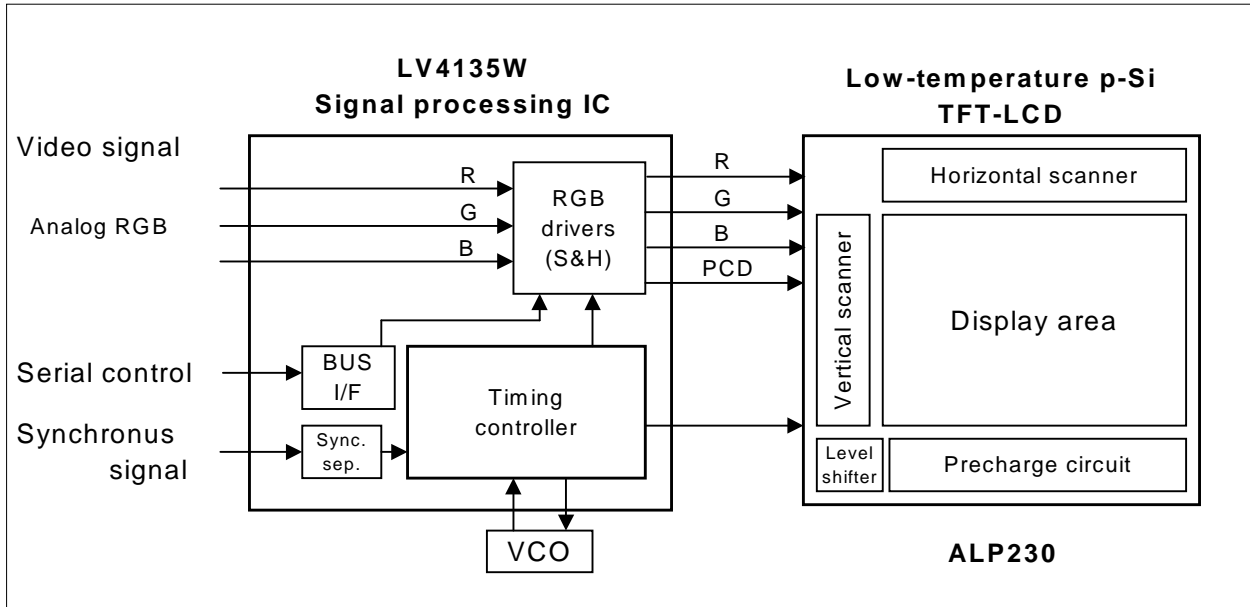 LV4135W
Signal processing IC
Low-temperature p-Si
TFT-LCD
Video signal
Analog RGB
R
G
B
RGB
drivers
(S&H)
R
G
B
PCD
Horizontal scanner
Vertical scanner
Display area
Serial control
BUS
I/F
Timing
controller
Synchronus
signal
Sync.
sep.
Level
shifter
Precharge circuit
VCO
ALP230